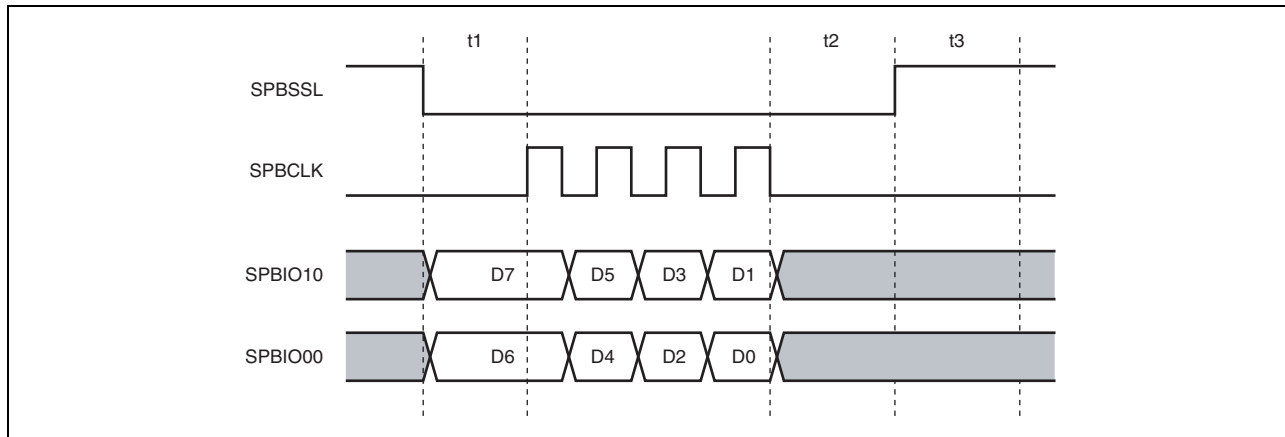 t1 t2 t3
SPBSSL
SPBCLK
SPBIO10 D7 D5 D3 D1
SPBIO00 D6 D4 D2 D0